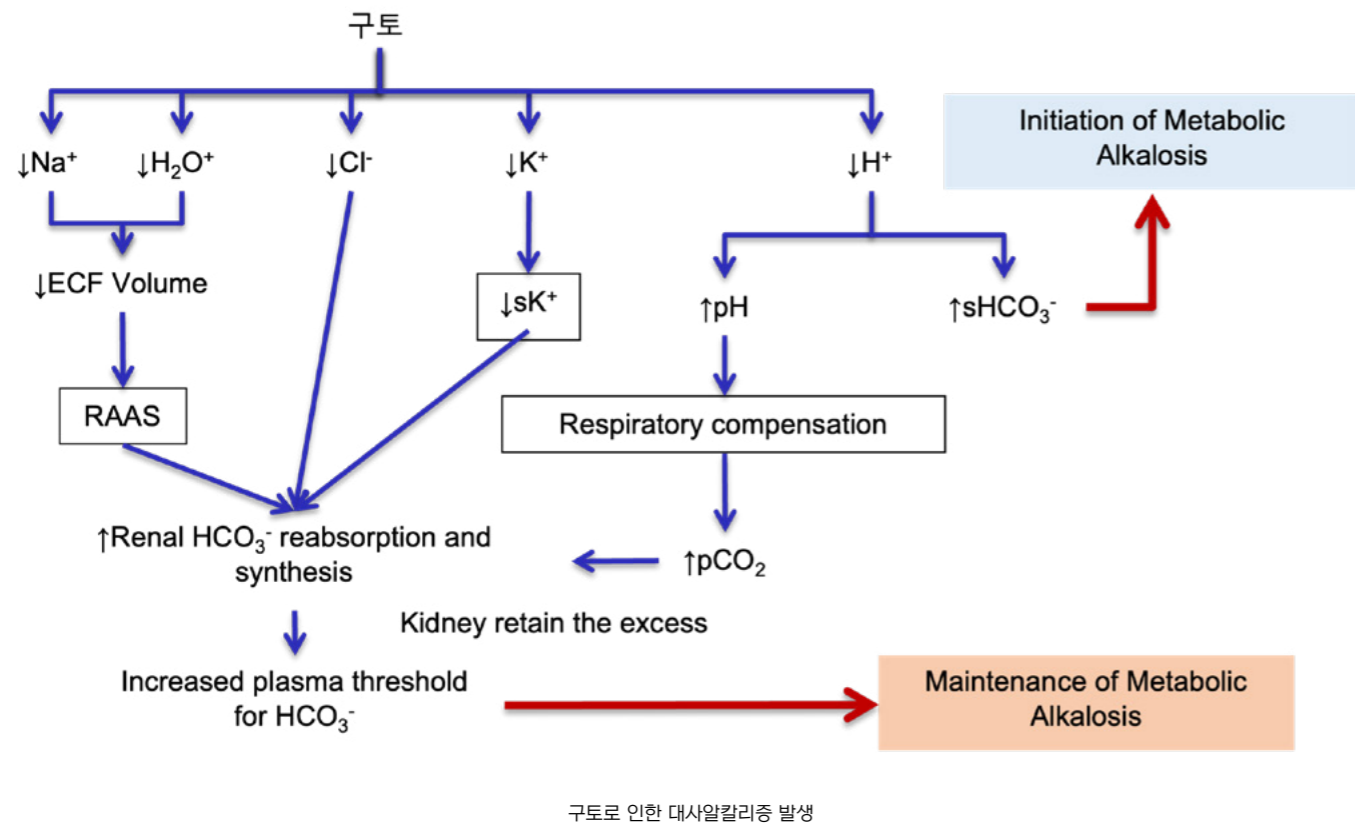 구토
↓Na⁺
↓H₂O⁺
↓Cl⁻
↓K⁺
↓H⁺
Initiation of Metabolic
Alkalosis
↓ECF Volume
↓sK⁺
↑pH
↑sHCO₃⁻
RAAS
Respiratory compensation
↑Renal HCO₃⁻ reabsorption and
synthesis
↑pCO₂
Kidney retain the excess
Increased plasma threshold
for HCO₃⁻
Maintenance of Metabolic
Alkalosis
구토로 인한 대사알칼리증 발생